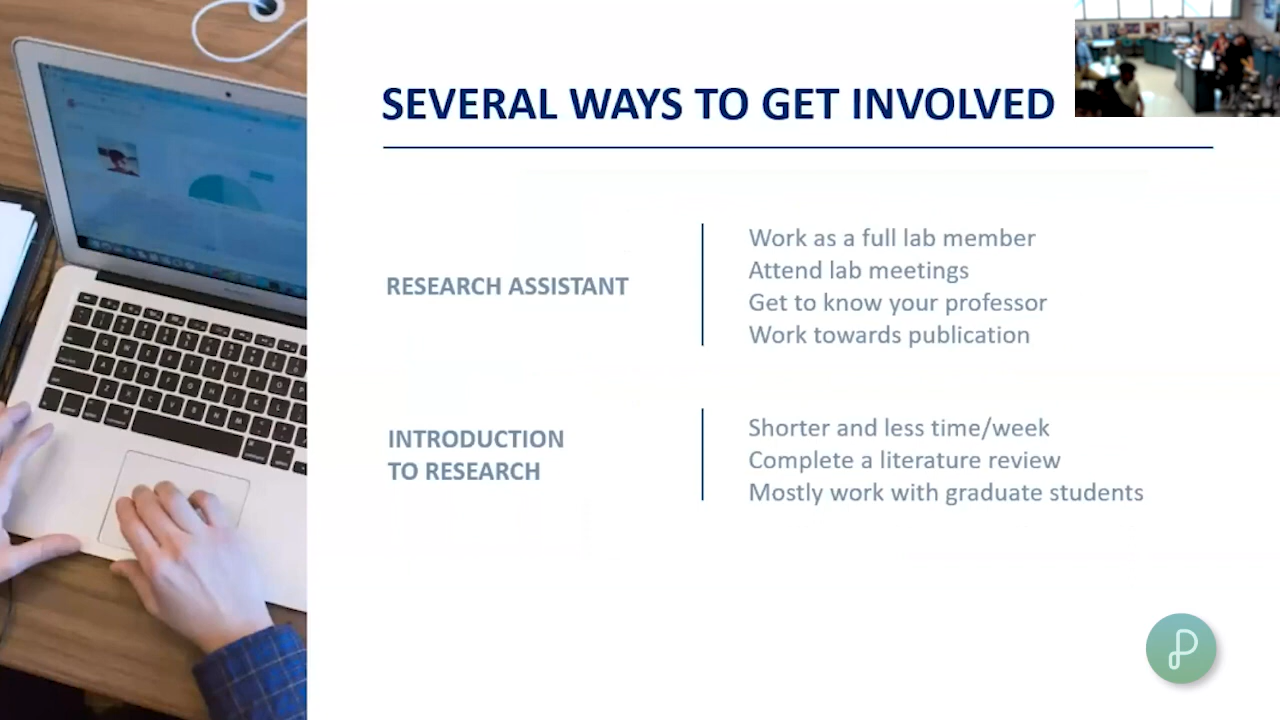 SEVERAL WAYS TO GET INVOLVED
RESEARCH ASSISTANT
Work as a full lab member
Attend lab meetings
Get to know your professor
Work towards publication
INTRODUCTION
TO RESEARCH
Shorter and less time/week
Complete a literature review
Mostly work with graduate students